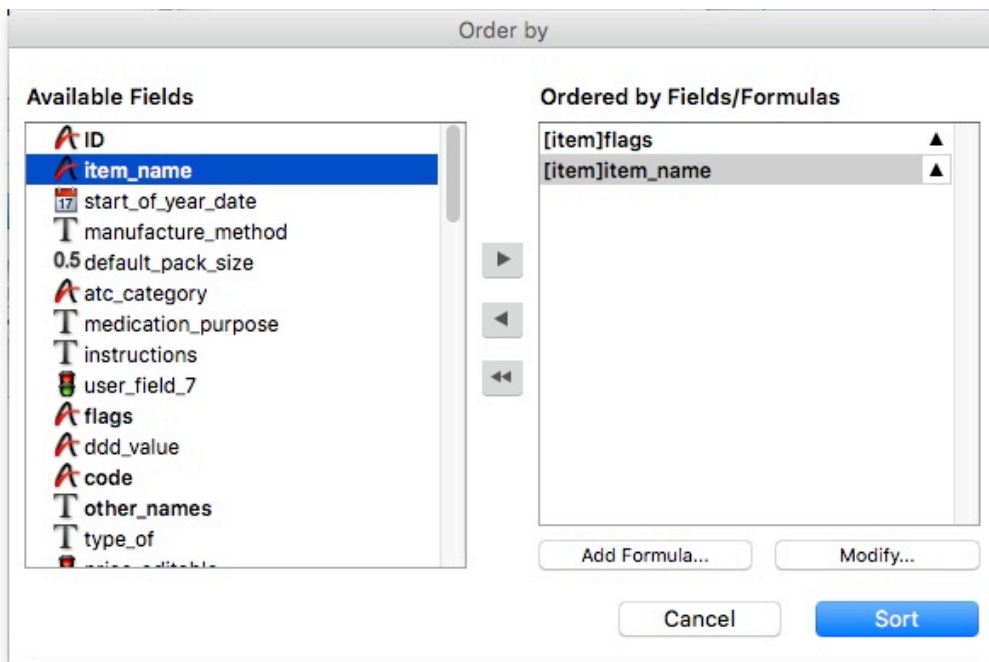 Order by
Available Fields
ID
item_name
17 start_of_year_date
T manufacture_method
0.5 default_pack_size
atc_category
T medication_purpose
T instructions
user_field_7
flags
ddd_value
code
T other_names
T type_of
Ordered by Fields/Formulas
[item]flags
[item]item_name
Add Formula...
Modify...
Cancel
Sort